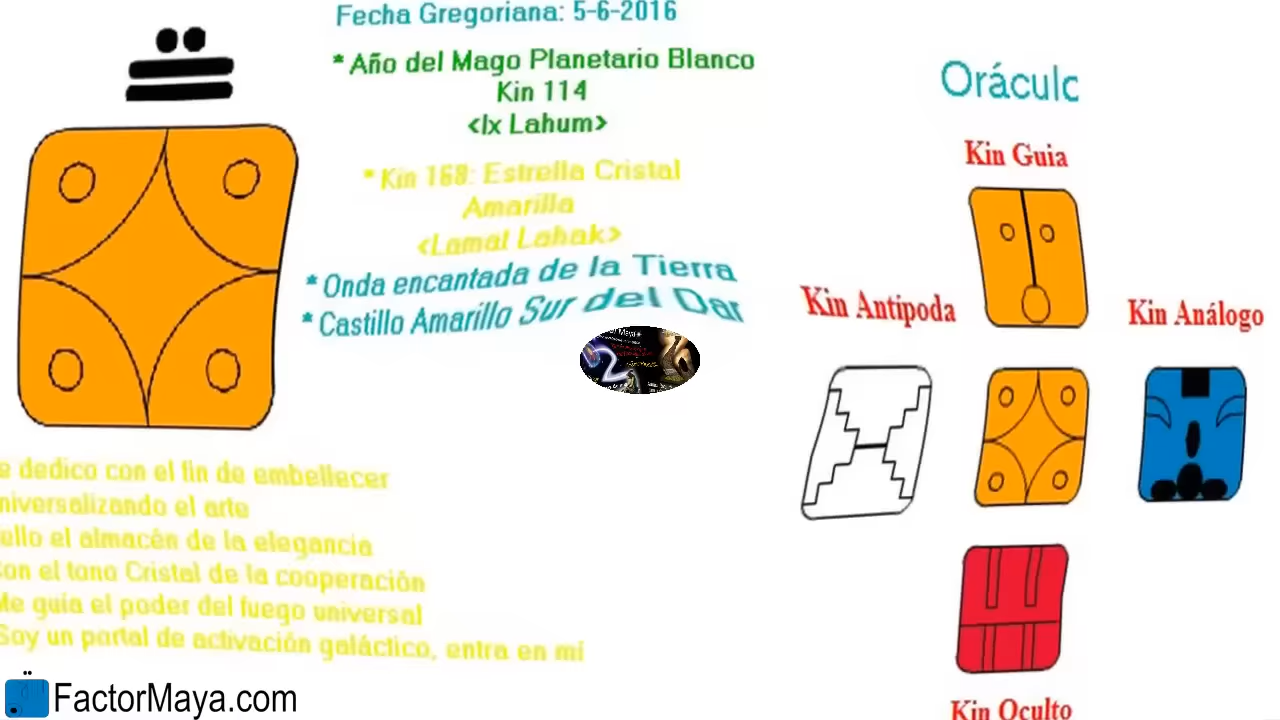 Fecha Gregoriana: 5-6-2016
* Año del Mago Planetario Blanco
Kin 114
<Ix Lahum>
* Kin 168: Estrella Cristal
Amarilla
<Lamat Lahak>
* Onda encantada de la Tierra
* Castillo Amarillo Sur del Dar
e dedico con el fin de embellecer
niversalizando el arte
ello el almacén de la elegancia
on el tono Cristal de la cooperación
Me guia el poder del fuego universal
Soy un portal de activación galáctico, entra en mí
Oráculo
Kin Guia
Kin Antipoda
Kin Análogo
Kin Oculto
FactorMaya.com